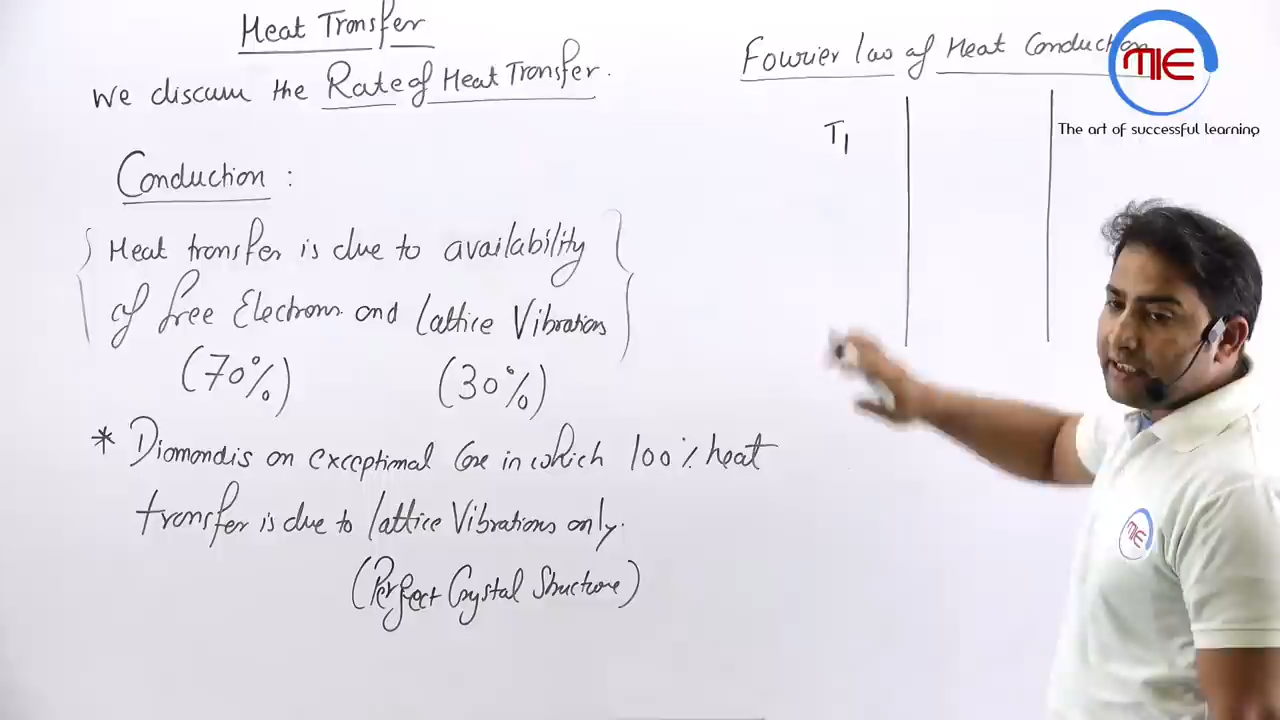 Heat Transfer
We discuss the Rate of Heat Transfer.
Conduction :
Heat transfer is due to availability
of free Electrons and Lattice Vibrations
(70%) (30%)
* Diamond is an exceptional Case in which 100% heat
transfer is due to lattice Vibrations only.
(Perfect Crystal Structure)
Fourier law of Heat Conduction
T1
MIE
The art of successful learning
MIE